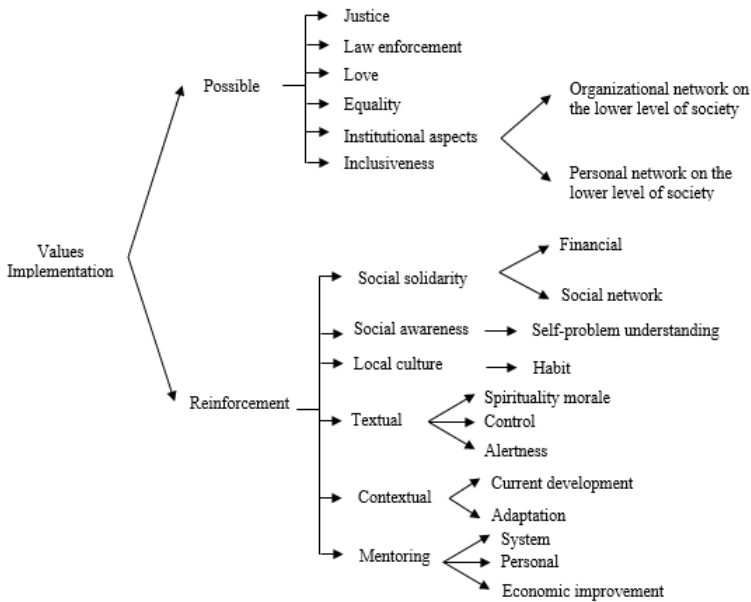 Values
Implementation
Possible
Justice
Law enforcement
Love
Equality
Institutional aspects
Inclusiveness
Organizational network on
the lower level of society
Personal network on the
lower level of society
Reinforcement
Social solidarity
Financial
Social network
Social awareness
Self-problem understanding
Local culture
Habit
Textual
Spirituality morale
Control
Alertness
Contextual
Current development
Adaptation
Mentoring
System
Personal
Economic improvement